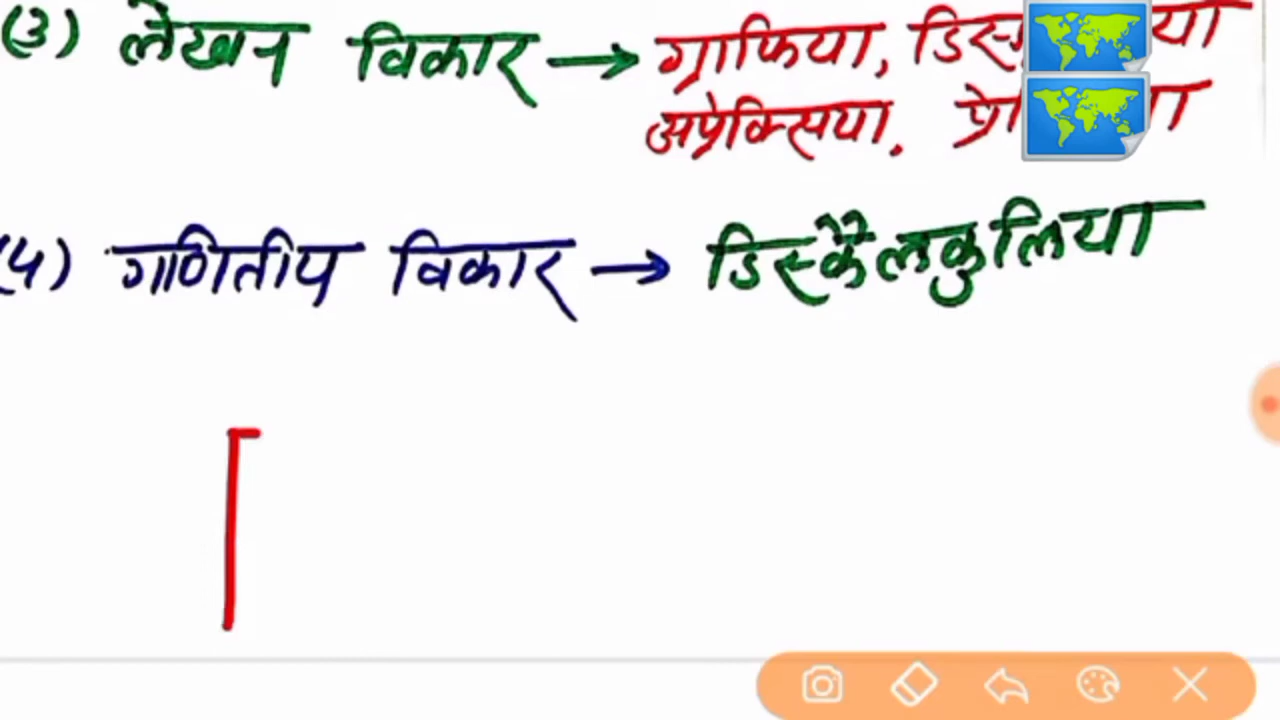 (3) लेखन विकार → ग्राफिया,
अप्रेक्सिया.
(4) गणितीय विकार → डिस्कैलकुलिया